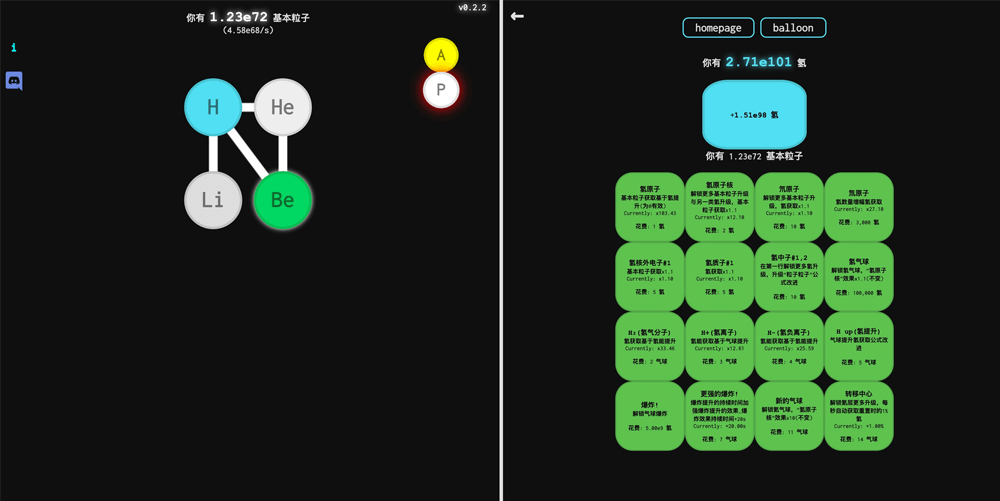 v0.2.2
你有 1.23e72 基本粒子
(4.58e68/s)
i
A
P
H
He
Li
Be
homepage
balloon
你有 2.71e101 氢
+1.51e98 氢
你有 1.23e72 基本粒子
氢原子
基本粒子获取基于氢提
升(为0有效)
Currently: x103.43
花费: 1 氢
氢原子核
解锁更多基本粒子升级
与另一类氢升级, 基本
粒子获取x1.1
Currently: x12.10
花费: 2 氢
氘原子
解锁更多基本粒子升
级, 氢获取x1.1
Currently: x1.10
花费: 10 氢
氚原子
氢数量增幅氢获取
Currently: x27.10
花费: 3,000 氢
氢核外电子#1
基本粒子获取x1.1
Currently: x1.10
花费: 5 氢
氢质子#1
氢获取x1.1
Currently: x1.10
花费: 5 氢
氢中子#1,2
在第一行解锁更多氢升
级, 升级"粒子粒子"公
式改进
花费: 10 氢
氢气球
解锁氢气球, "氢原子
核"效果x1.1(不变)
花费: 100,000 氢
H₂(氢气分子)
氢获取基于氢能提升
Currently: x33.46
花费: 2 气球
H+(氢离子)
氢能获取基于气球提升
Currently: x12.61
花费: 3 气球
H-(氢负离子)
氢能获取基于氢能提升
Currently: x25.59
花费: 4 气球
H up(氢提升)
气球提升氢获取公式改
进
花费: 5 气球
爆炸!
解锁气球爆炸
花费: 5.00e9 氢
更强的爆炸!
爆炸提升的持续时间加
强爆炸提升的效果,爆
炸效果持续时间+20s
Currently: +20.00s
花费: 7 气球
新的气球
解锁氦气球, "氢原子
核"效果x10(不变)
花费: 11 气球
转移中心
解锁氦层更多升级, 每
秒自动获取重置时的1%
氢
Currently: +1.00%
花费: 14 气球